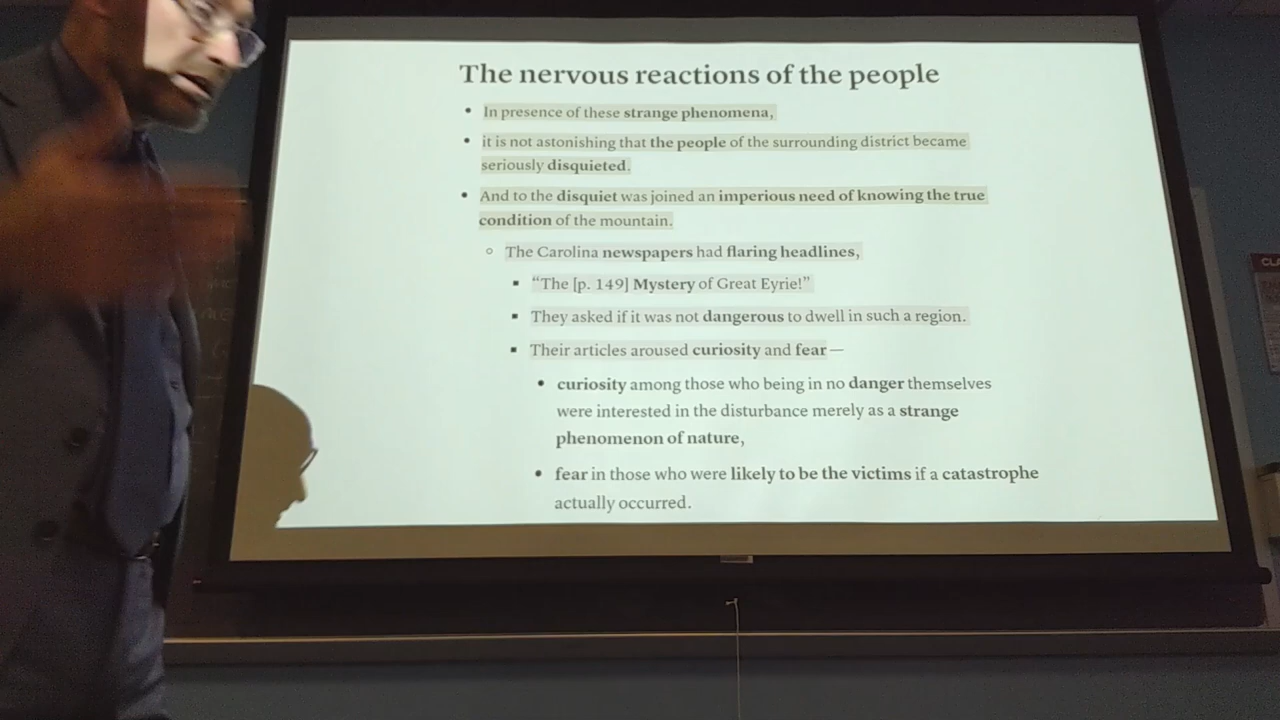 The nervous reactions of the people
In presence of these strange phenomena,
it is not astonishing that the people of the surrounding district became
seriously disquieted.
And to the disquiet was joined an imperious need of knowing the true
condition of the mountain.
The Carolina newspapers had flaring headlines,
“The [p. 149] Mystery of Great Eyrie!”
They asked if it was not dangerous to dwell in such a region.
Their articles aroused curiosity and fear—
curiosity among those who being in no danger themselves
were interested in the disturbance merely as a strange
phenomenon of nature,
fear in those who were likely to be the victims if a catastrophe
actually occurred.